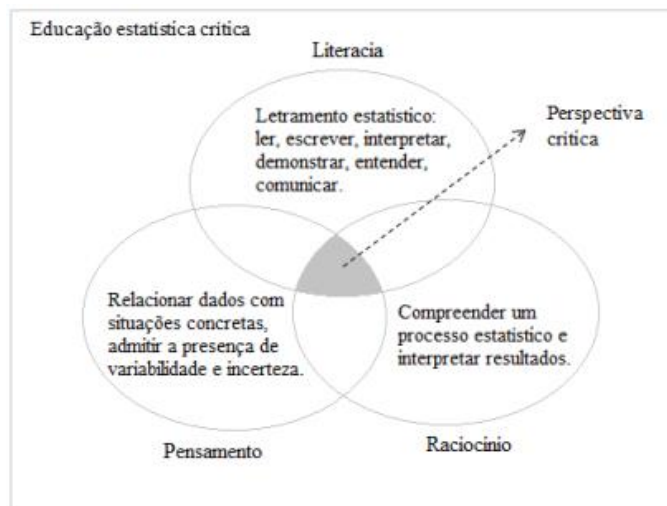 Educação estatística crítica
Literacia
Letramento estatístico:
ler, escrever, interpretar,
demonstrar, entender,
comunicar.
Perspectiva
crítica
Relacionar dados com
situações concretas,
admitir a presença de
variabilidade e incerteza.
Compreender um
processo estatístico e
interpretar resultados.
Pensamento
Raciocínio